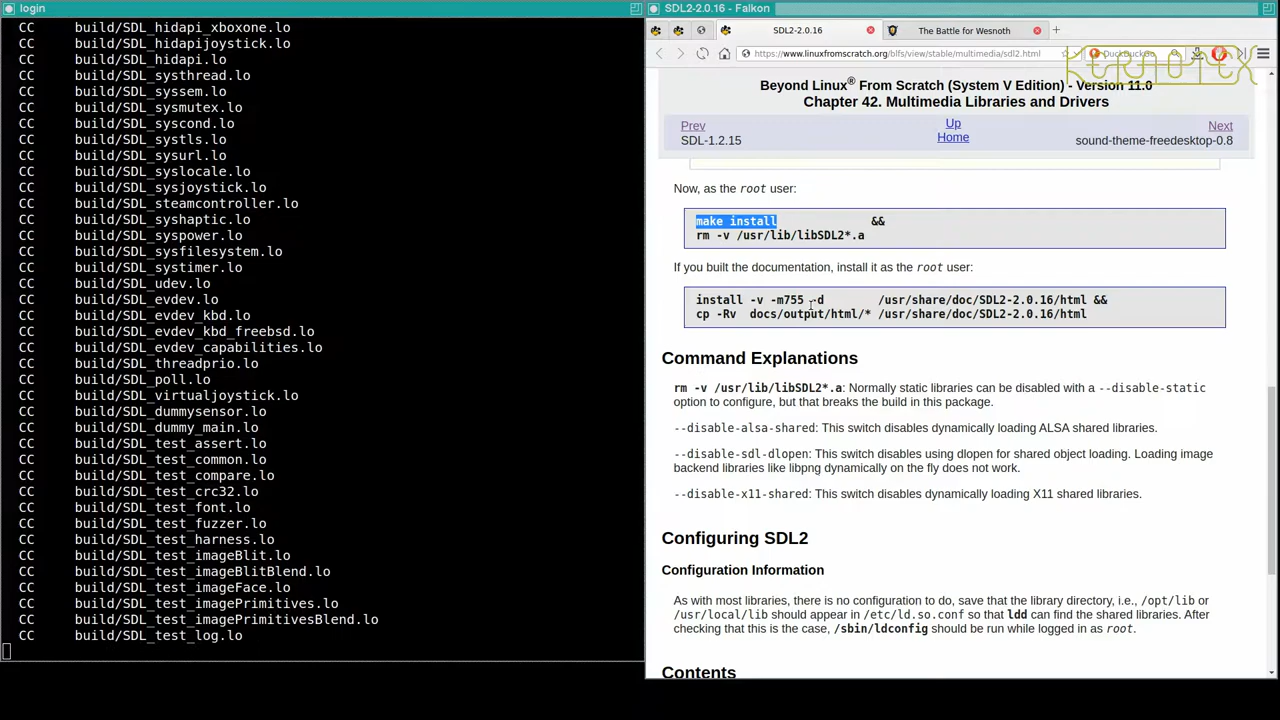 login
CC build/SDL_hidapi_xboxone.lo
CC build/SDL_hidapijoystick.lo
CC build/SDL_hidapi.lo
CC build/SDL_systhread.lo
CC build/SDL_syssem.lo
CC build/SDL_sysmutex.lo
CC build/SDL_syscond.lo
CC build/SDL_systls.lo
CC build/SDL_sysurl.lo
CC build/SDL_syslocale.lo
CC build/SDL_sysjoystick.lo
CC build/SDL_steamcontroller.lo
CC build/SDL_syshaptic.lo
CC build/SDL_syspower.lo
CC build/SDL_sysfilesystem.lo
CC build/SDL_systimer.lo
CC build/SDL_udev.lo
CC build/SDL_evdev.lo
CC build/SDL_evdev_kbd.lo
CC build/SDL_evdev_kbd_freebsd.lo
CC build/SDL_evdev_capabilities.lo
CC build/SDL_threadprio.lo
CC build/SDL_poll.lo
CC build/SDL_virtualjoystick.lo
CC build/SDL_dummysensor.lo
CC build/SDL_dummy_main.lo
CC build/SDL_test_assert.lo
CC build/SDL_test_common.lo
CC build/SDL_test_compare.lo
CC build/SDL_test_crc32.lo
CC build/SDL_test_font.lo
CC build/SDL_test_fuzzer.lo
CC build/SDL_test_harness.lo
CC build/SDL_test_imageBlit.lo
CC build/SDL_test_imageBlitBlend.lo
CC build/SDL_test_imageFace.lo
CC build/SDL_test_imagePrimitives.lo
CC build/SDL_test_imagePrimitivesBlend.lo
CC build/SDL_test_log.lo
SDL2-2.0.16 - Falkon
SDL2-2.0.16
The Battle for Wesnoth
https://www.linuxfromscratch.org/blfs/view/stable/multimedia/sdl2.html
DuckDuckGo
Beyond Linux® From Scratch (System V Edition) - Version 11.0
Chapter 42. Multimedia Libraries and Drivers
Prev Up Next
SDL-1.2.15 Home sound-theme-freedesktop-0.8
Now, as the root user:
make install &&
rm -v /usr/lib/libSDL2*.a
If you built the documentation, install it as the root user:
install -v -m755 -d /usr/share/doc/SDL2-2.0.16/html &&
cp -Rv docs/output/html/* /usr/share/doc/SDL2-2.0.16/html
Command Explanations
rm -v /usr/lib/libSDL2*.a: Normally static libraries can be disabled with a --disable-static
option to configure, but that breaks the build in this package.
--disable-alsa-shared: This switch disables dynamically loading ALSA shared libraries.
--disable-sdl-dlopen: This switch disables using dlopen for shared object loading. Loading image
backend libraries like libpng dynamically on the fly does not work.
--disable-x11-shared: This switch disables dynamically loading X11 shared libraries.
Configuring SDL2
Configuration Information
As with most libraries, there is no configuration to do, save that the library directory, i.e., /opt/lib or
/usr/local/lib should appear in /etc/ld.so.conf so that ldd can find the shared libraries. After
checking that this is the case, /sbin/ldconfig should be run while logged in as root.
Contents